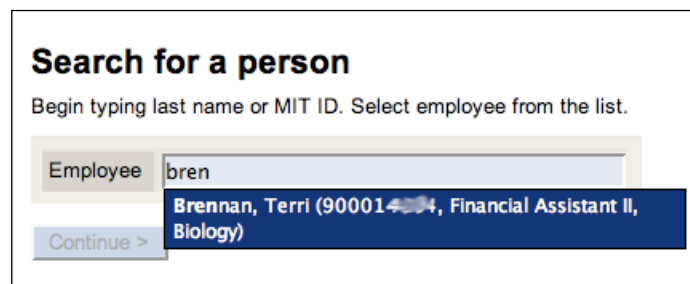 Search for a person
Begin typing last name or MIT ID. Select employee from the list.
Employee bren
Brennan, Terri (Financial Assistant II,
Biology)
Continue >